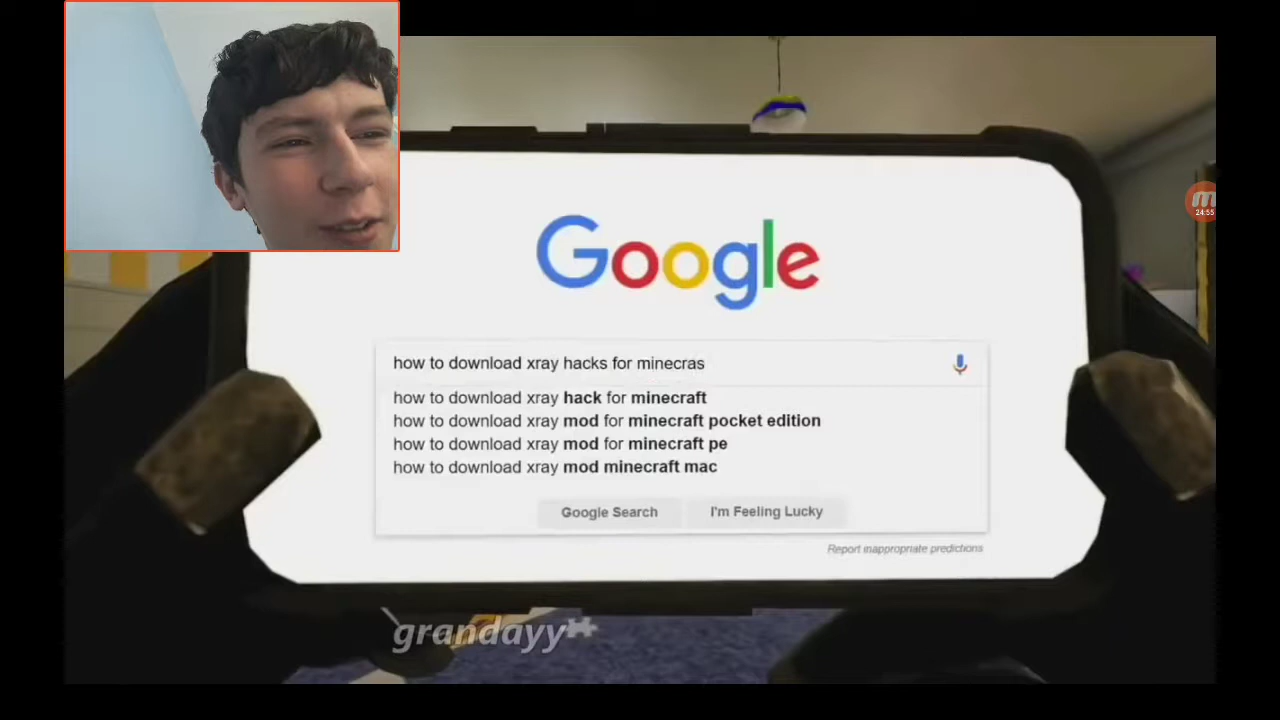 24:55
Google
how to download xray hacks for minecras
how to download xray hack for minecraft
how to download xray mod for minecraft pocket edition
how to download xray mod for minecraft pe
how to download xray mod minecraft mac
Google Search
I'm Feeling Lucky
Report inappropriate predictions
grandayy